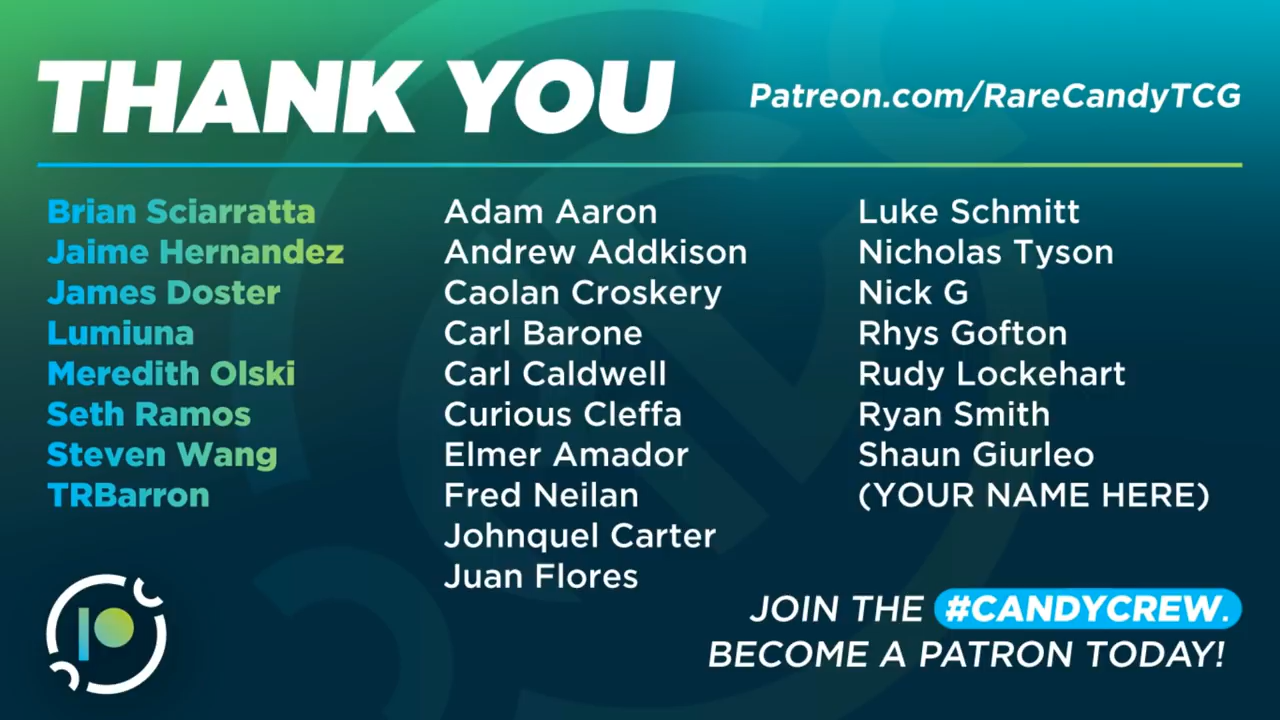 THANK YOU
Patreon.com/RareCandyTCG
Brian Sciarratta
Jaime Hernandez
James Doster
Lumiuna
Meredith Olski
Seth Ramos
Steven Wang
TRBarron
Adam Aaron
Andrew Addkison
Caolan Croskery
Carl Barone
Carl Caldwell
Curious Cleffa
Elmer Amador
Fred Neilan
Johnquel Carter
Juan Flores
Luke Schmitt
Nicholas Tyson
Nick G
Rhys Gofton
Rudy Lockehart
Ryan Smith
Shaun Giurleo
(YOUR NAME HERE)
JOIN THE #CANDYCREW.
BECOME A PATRON TODAY!